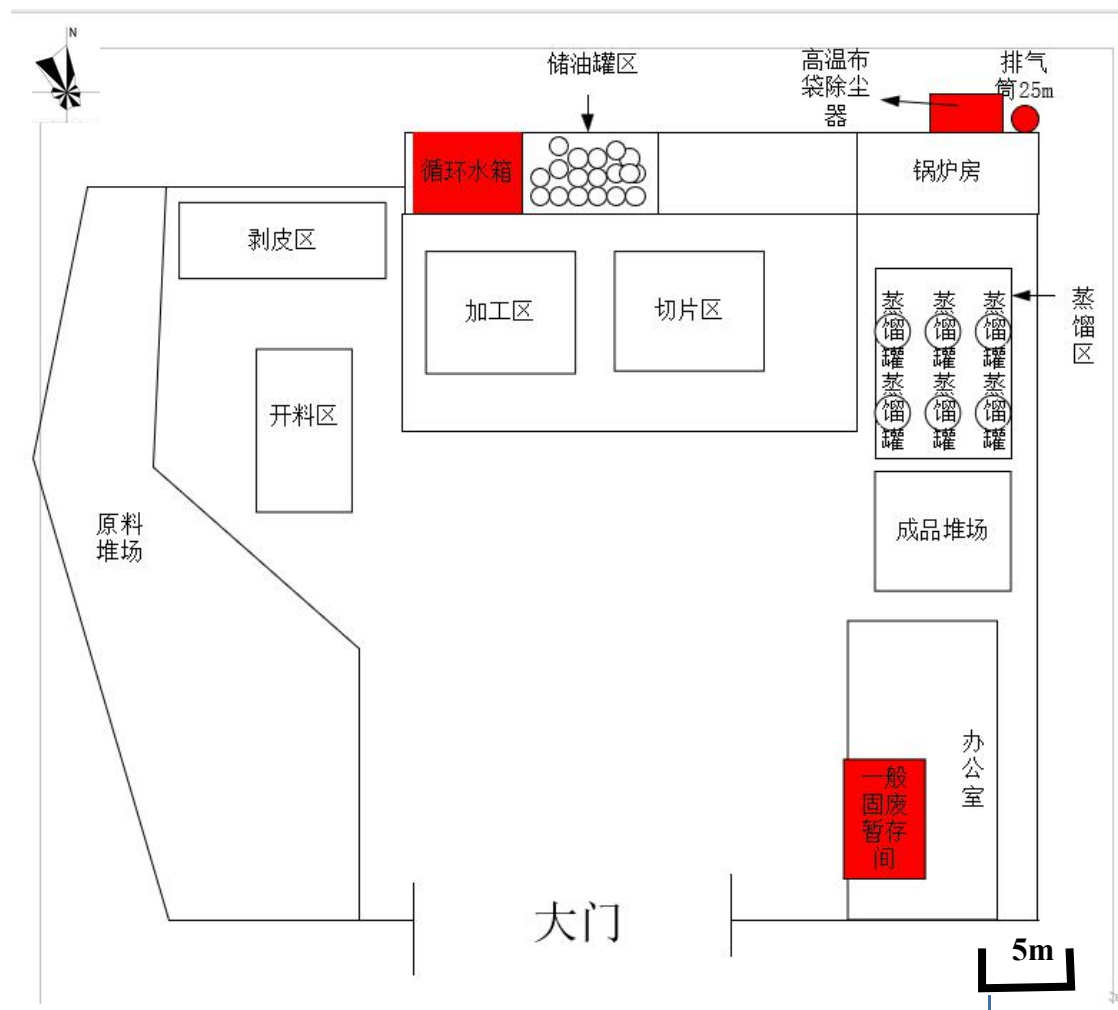 N
储油罐区
高温布
袋除尘
器
排气
筒25m
循环水箱
锅炉房
剥皮区
加工区
切片区
蒸馏罐
蒸馏罐
蒸馏罐
蒸馏罐
蒸馏罐
蒸馏罐
蒸馏区
开料区
原料
堆场
成品堆场
办公室
一般
固废
暂存
间
大门
5m